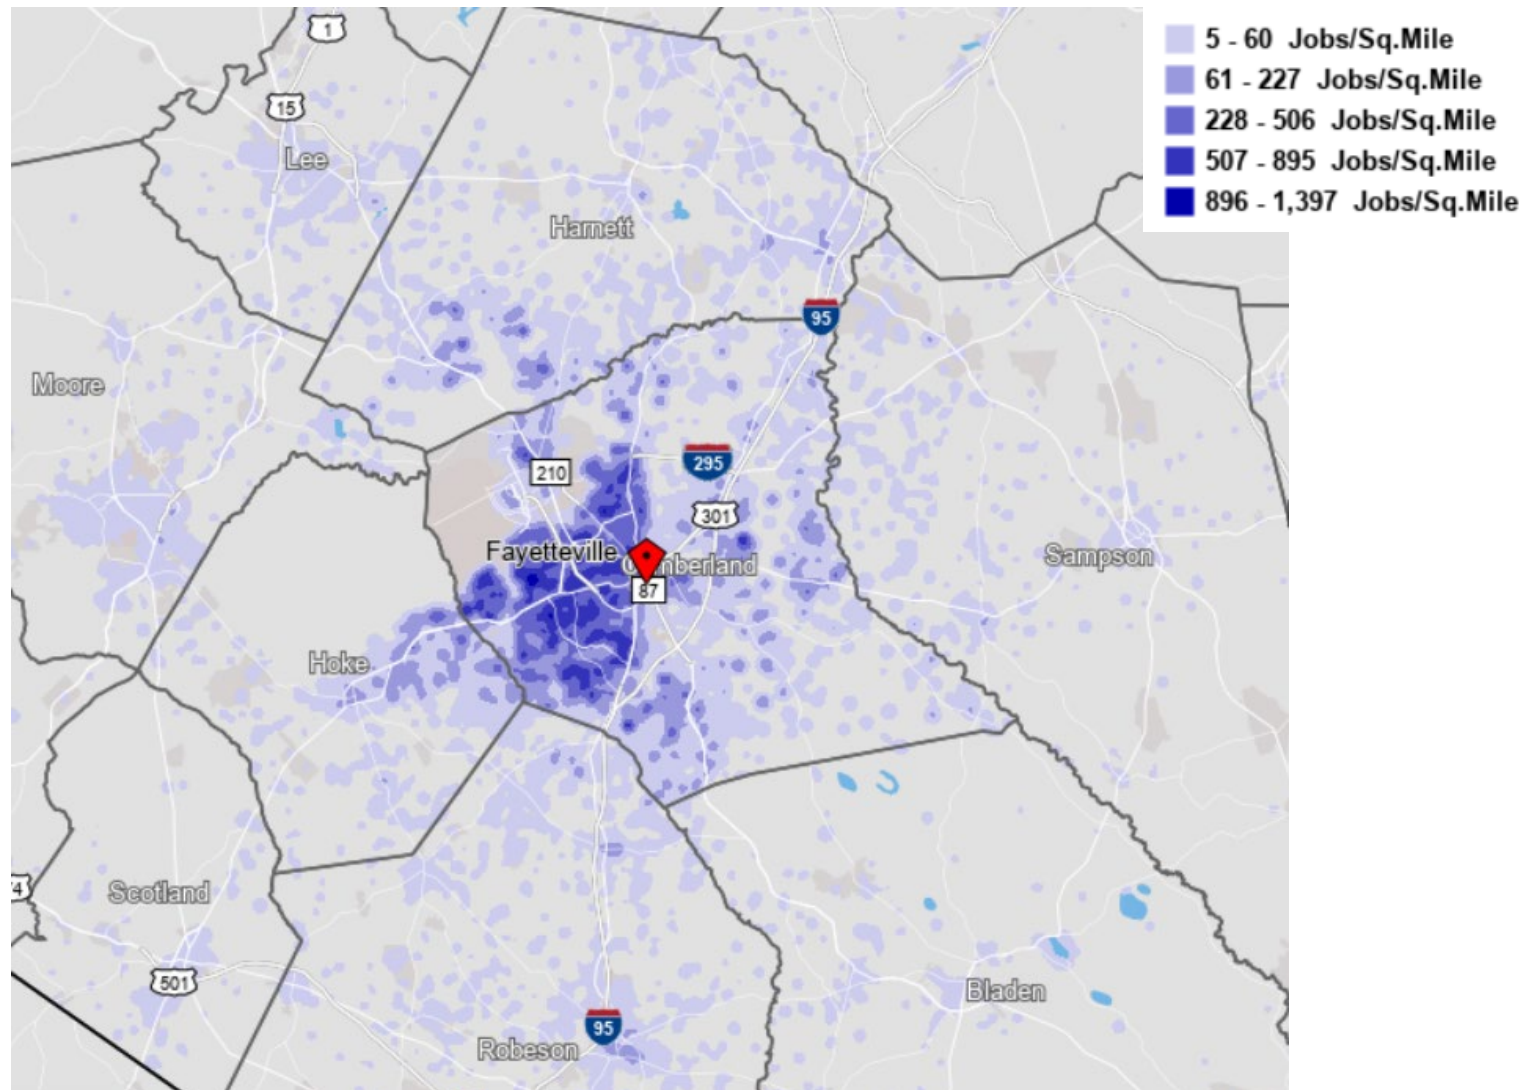 5 - 60 Jobs/Sq.Mile
61 - 227 Jobs/Sq.Mile
228 - 506 Jobs/Sq.Mile
507 - 895 Jobs/Sq.Mile
896 - 1,397 Jobs/Sq.Mile
1
15
Lee
Harnett
95
Moore
210
295
301
Fayetteville
Sampson
87
Hoke
Scotland
501
Bladen
95
Robeson